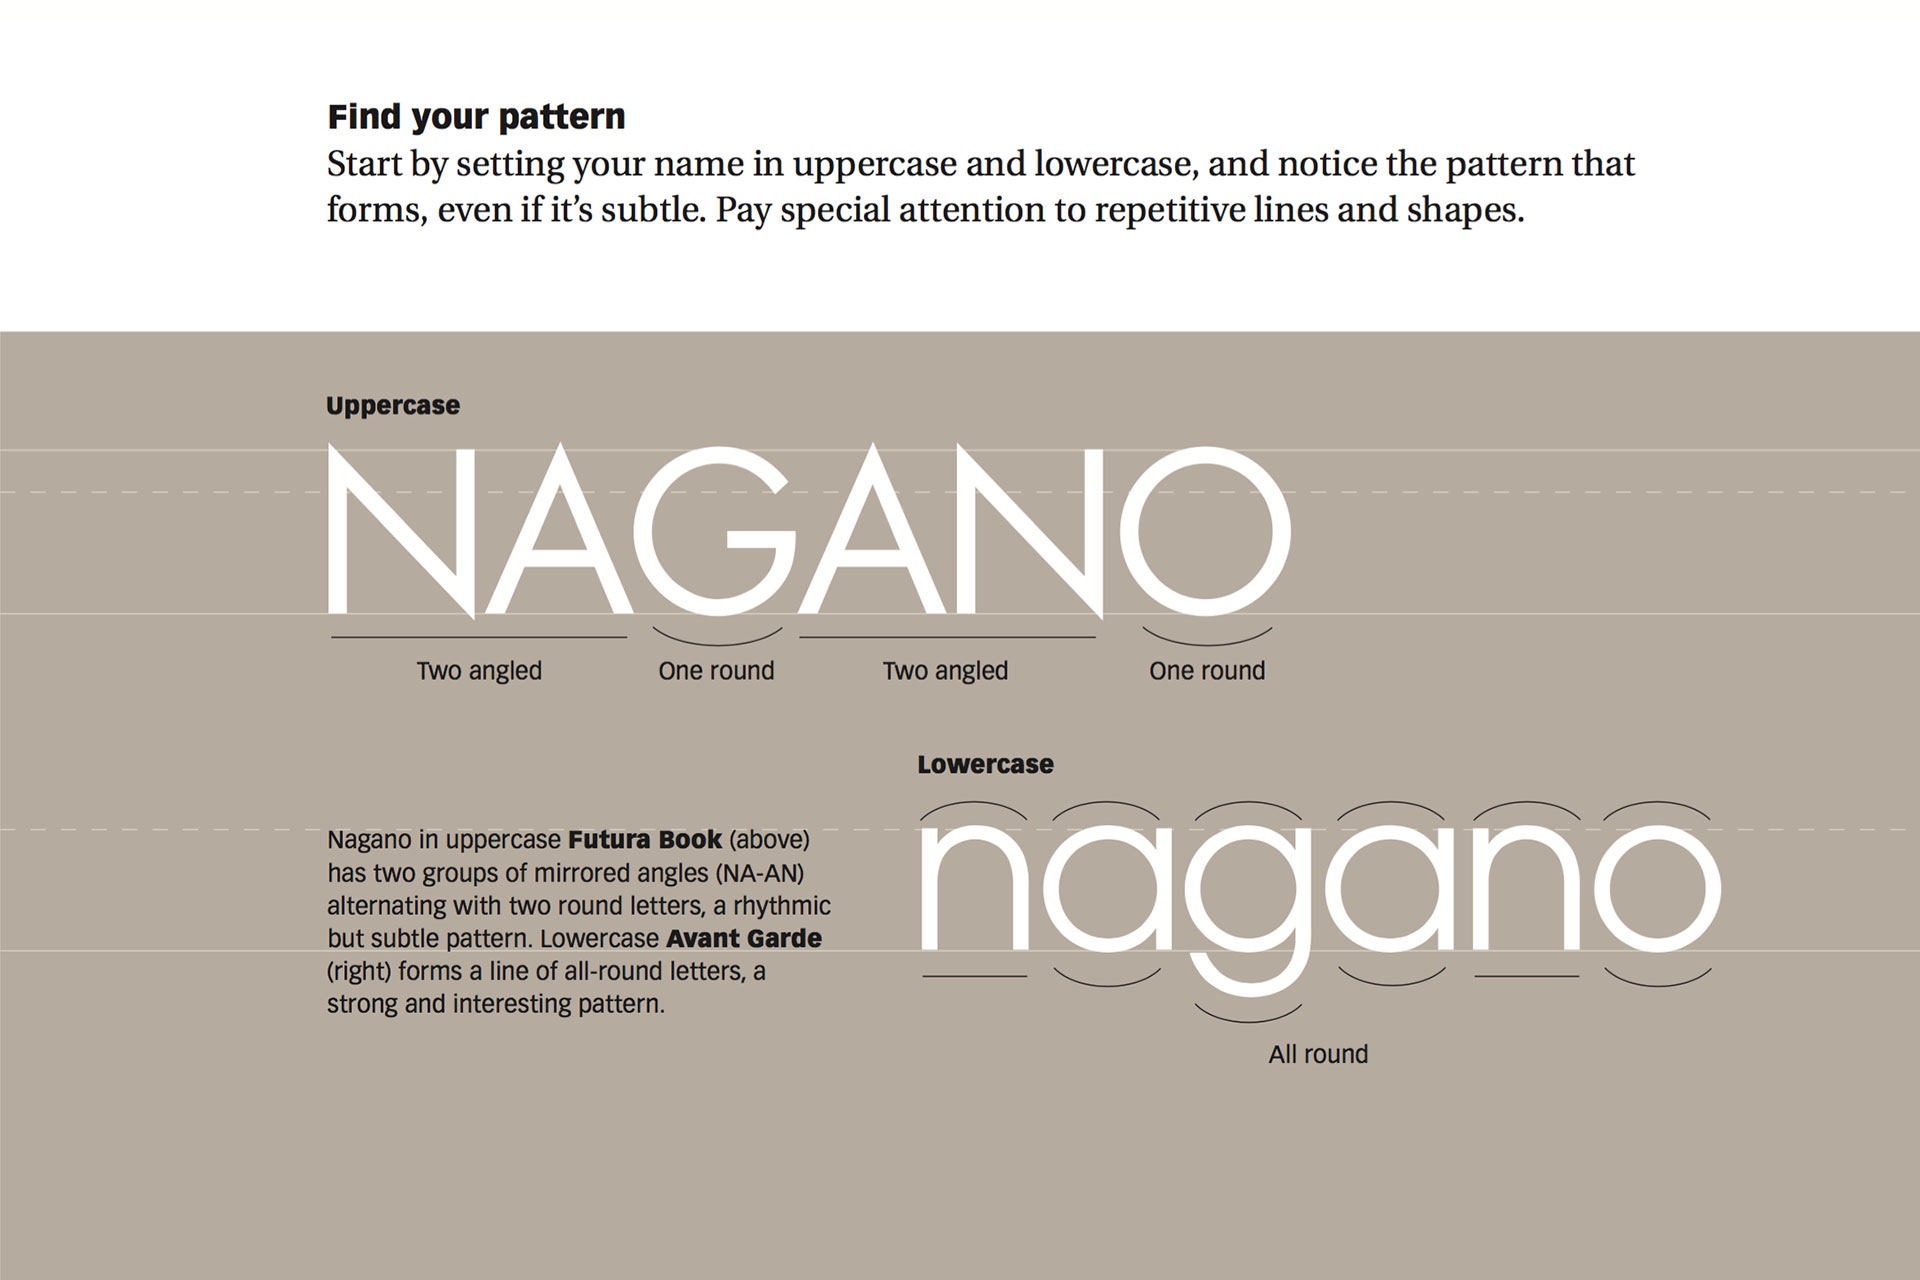 Find your pattern
Start by setting your name in uppercase and lowercase, and notice the pattern that
forms, even if it’s subtle. Pay special attention to repetitive lines and shapes.
Uppercase
NAGANO
Two angled One round Two angled One round
Lowercase
nagano
All round
Nagano in uppercase Futura Book (above)
has two groups of mirrored angles (NA-AN)
alternating with two round letters, a rhythmic
but subtle pattern. Lowercase Avant Garde
(right) forms a line of all-round letters, a
strong and interesting pattern.